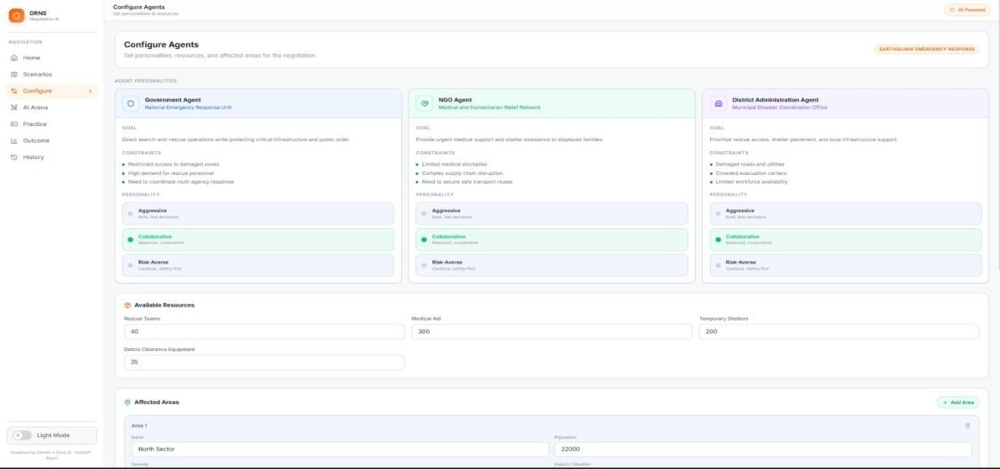 DRNS
Negotiation AI
NAVIGATION
Home
Scenarios
Configure
AI Arena
Practice
Outcome
History
Light Mode
Powered by Gemini + Groq AI · FastAPI · React
Configure Agents
Set personalities & resources
AI Powered
Configure Agents
Set personalities, resources, and affected areas for the negotiation.
EARTHQUAKE EMERGENCY RESPONSE
AGENT PERSONALITIES
Government Agent
National Emergency Response Unit
GOAL
Direct search-and-rescue operations while protecting critical infrastructure and public order.
CONSTRAINTS
Restricted access to damaged zones
High demand for rescue personnel
Need to coordinate multi-agency response
PERSONALITY
Aggressive
Bold, fast decisions
Collaborative
Balanced, cooperative
Risk-Averse
Cautious, safety-first
NGO Agent
Medical and Humanitarian Relief Network
GOAL
Provide urgent medical support and shelter assistance to displaced families.
CONSTRAINTS
Limited medical stockpiles
Complex supply chain disruption
Need to secure safe transport routes
PERSONALITY
Aggressive
Bold, fast decisions
Collaborative
Balanced, cooperative
Risk-Averse
Cautious, safety-first
District Administration Agent
Municipal Disaster Coordination Office
GOAL
Prioritize rescue access, shelter placement, and local infrastructure support.
CONSTRAINTS
Damaged roads and utilities
Crowded evacuation centers
Limited workforce availability
PERSONALITY
Aggressive
Bold, fast decisions
Collaborative
Balanced, cooperative
Risk-Averse
Cautious, safety-first
Available Resources
Rescue Teams
40
Medical Aid
300
Temporary Shelters
200
Debris Clearance Equipment
35
Affected Areas
+ Add Area
Area 1
Name
North Sector
Population
22000
Severity
Impact / Situation